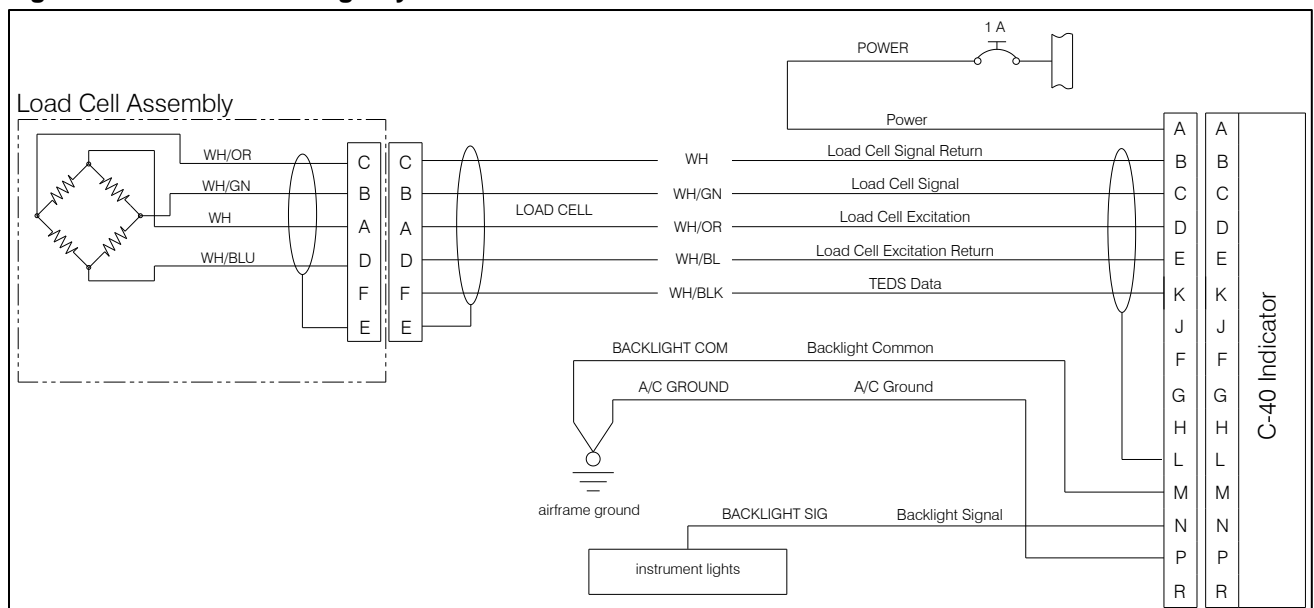 1 A
POWER
Load Cell Assembly
Power
A A
WH/OR C C WH Load Cell Signal Return B B
WH/GN B B LOAD CELL WH/GN Load Cell Signal C C
WH A A WH/OR Load Cell Excitation D D
WH/BLU D D WH/BL Load Cell Excitation Return E E
F F WH/BLK TEDS Data K K
E E J J
BACKLIGHT COM Backlight Common F F
A/C GROUND A/C Ground G G
H H
L L
M M
airframe ground
BACKLIGHT SIG Backlight Signal N N
instrument lights P P
R R
C-40 Indicator